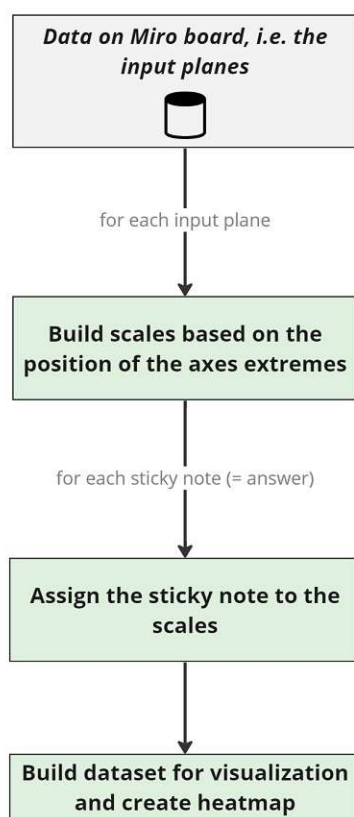 Data on Miro board, i.e. the
input planes
for each input plane
Build scales based on the
position of the axes extremes
for each sticky note (= answer)
Assign the sticky note to the
scales
Build dataset for visualization
and create heatmap